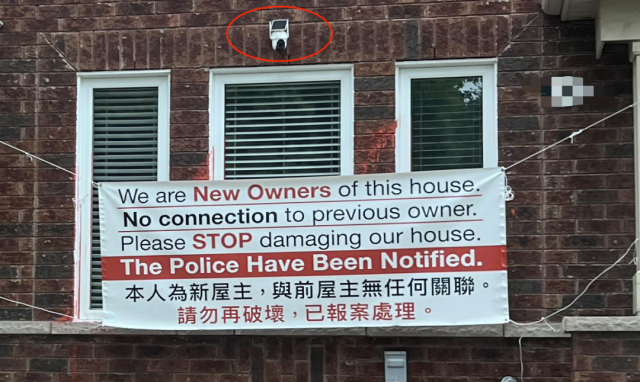 We are New Owners of this house.
No connection to previous owner.
Please STOP damaging our house.
The Police Have Been Notified.
本人為新屋主，與前屋主無任何關聯。
請勿再破壞，已報案處理。